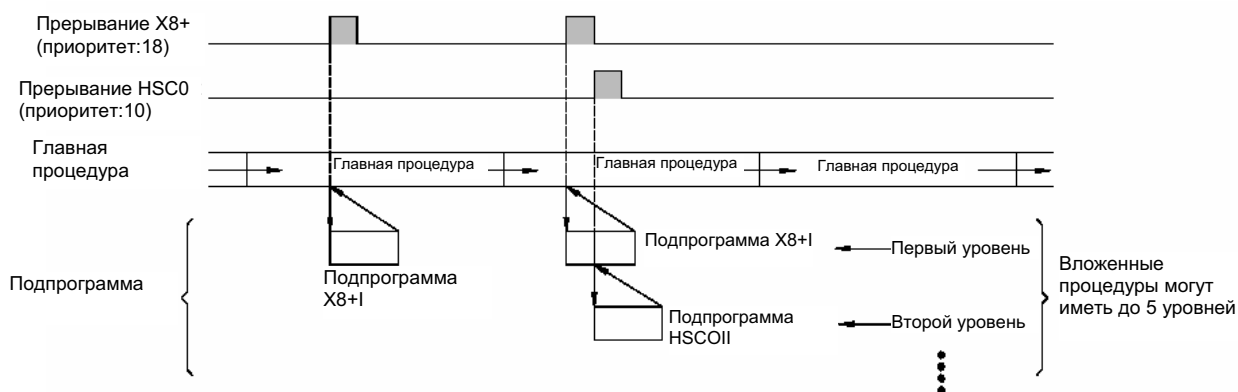 Прерывание X8+
(приоритет:18)
Прерывание HSC0
(приоритет:10)
Главная
процедура
Главная процедура
Главная процедура
Главная процедура
Подпрограмма
Подпрограмма
X8+I
Подпрограмма X8+I
Первый уровень
Подпрограмма
HSCOII
Второй уровень
Вложенные
процедуры могут
иметь до 5 уровней